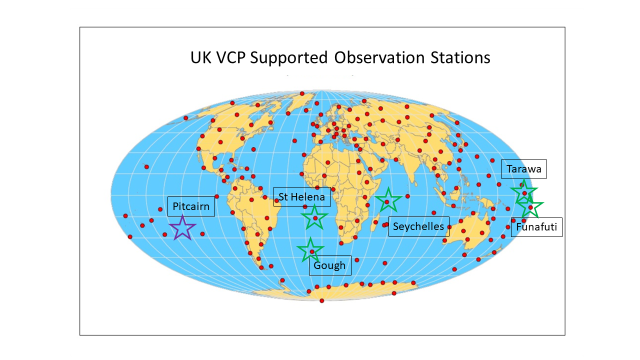 UK VCP Supported Observation Stations
Tarawa
St Helena
Pitcairn
Seychelles
Funafuti
Gough